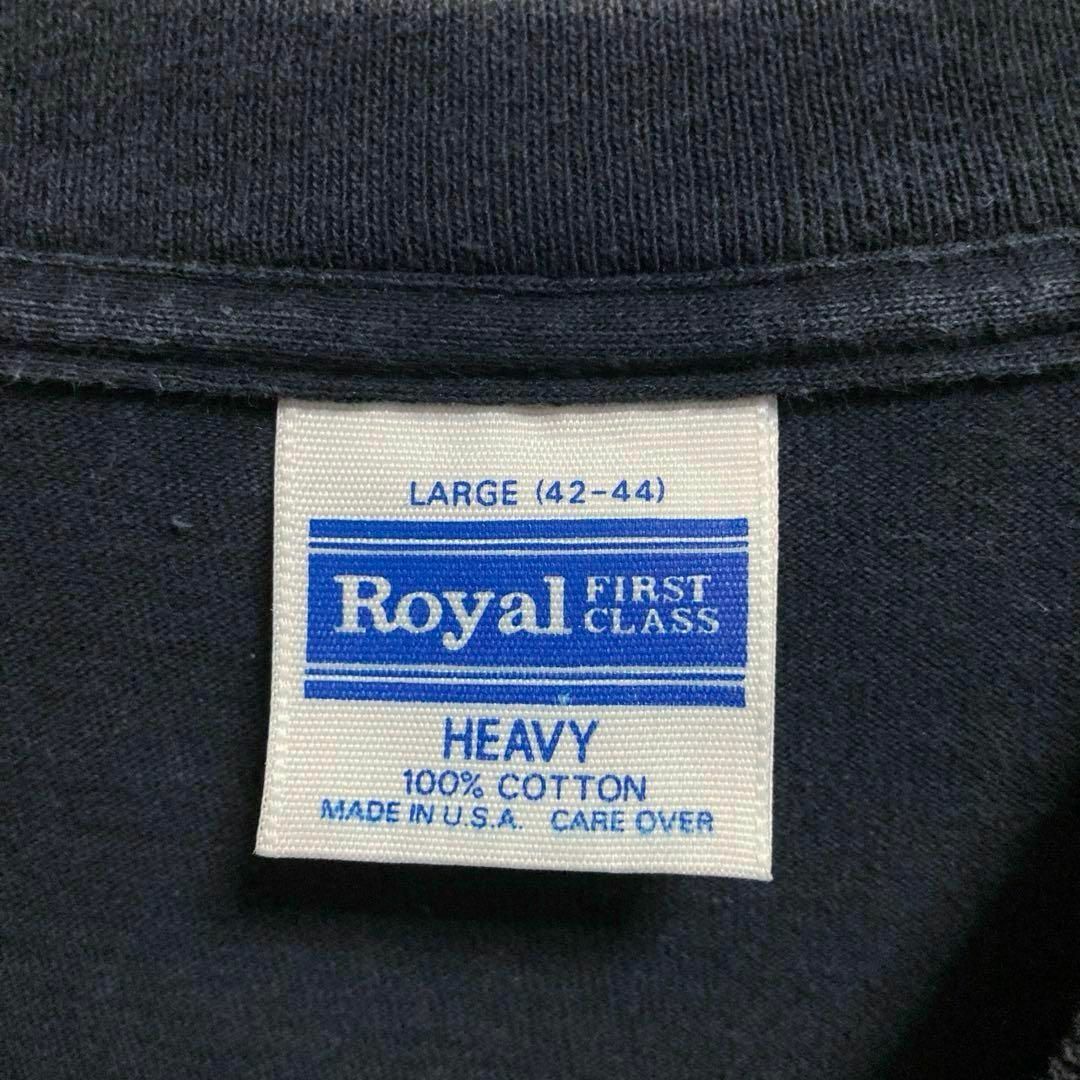 LARGE (42-44)
Royal FIRST CLASS
HEAVY
100% COTTON
MADE IN U.S.A. CARE OVER